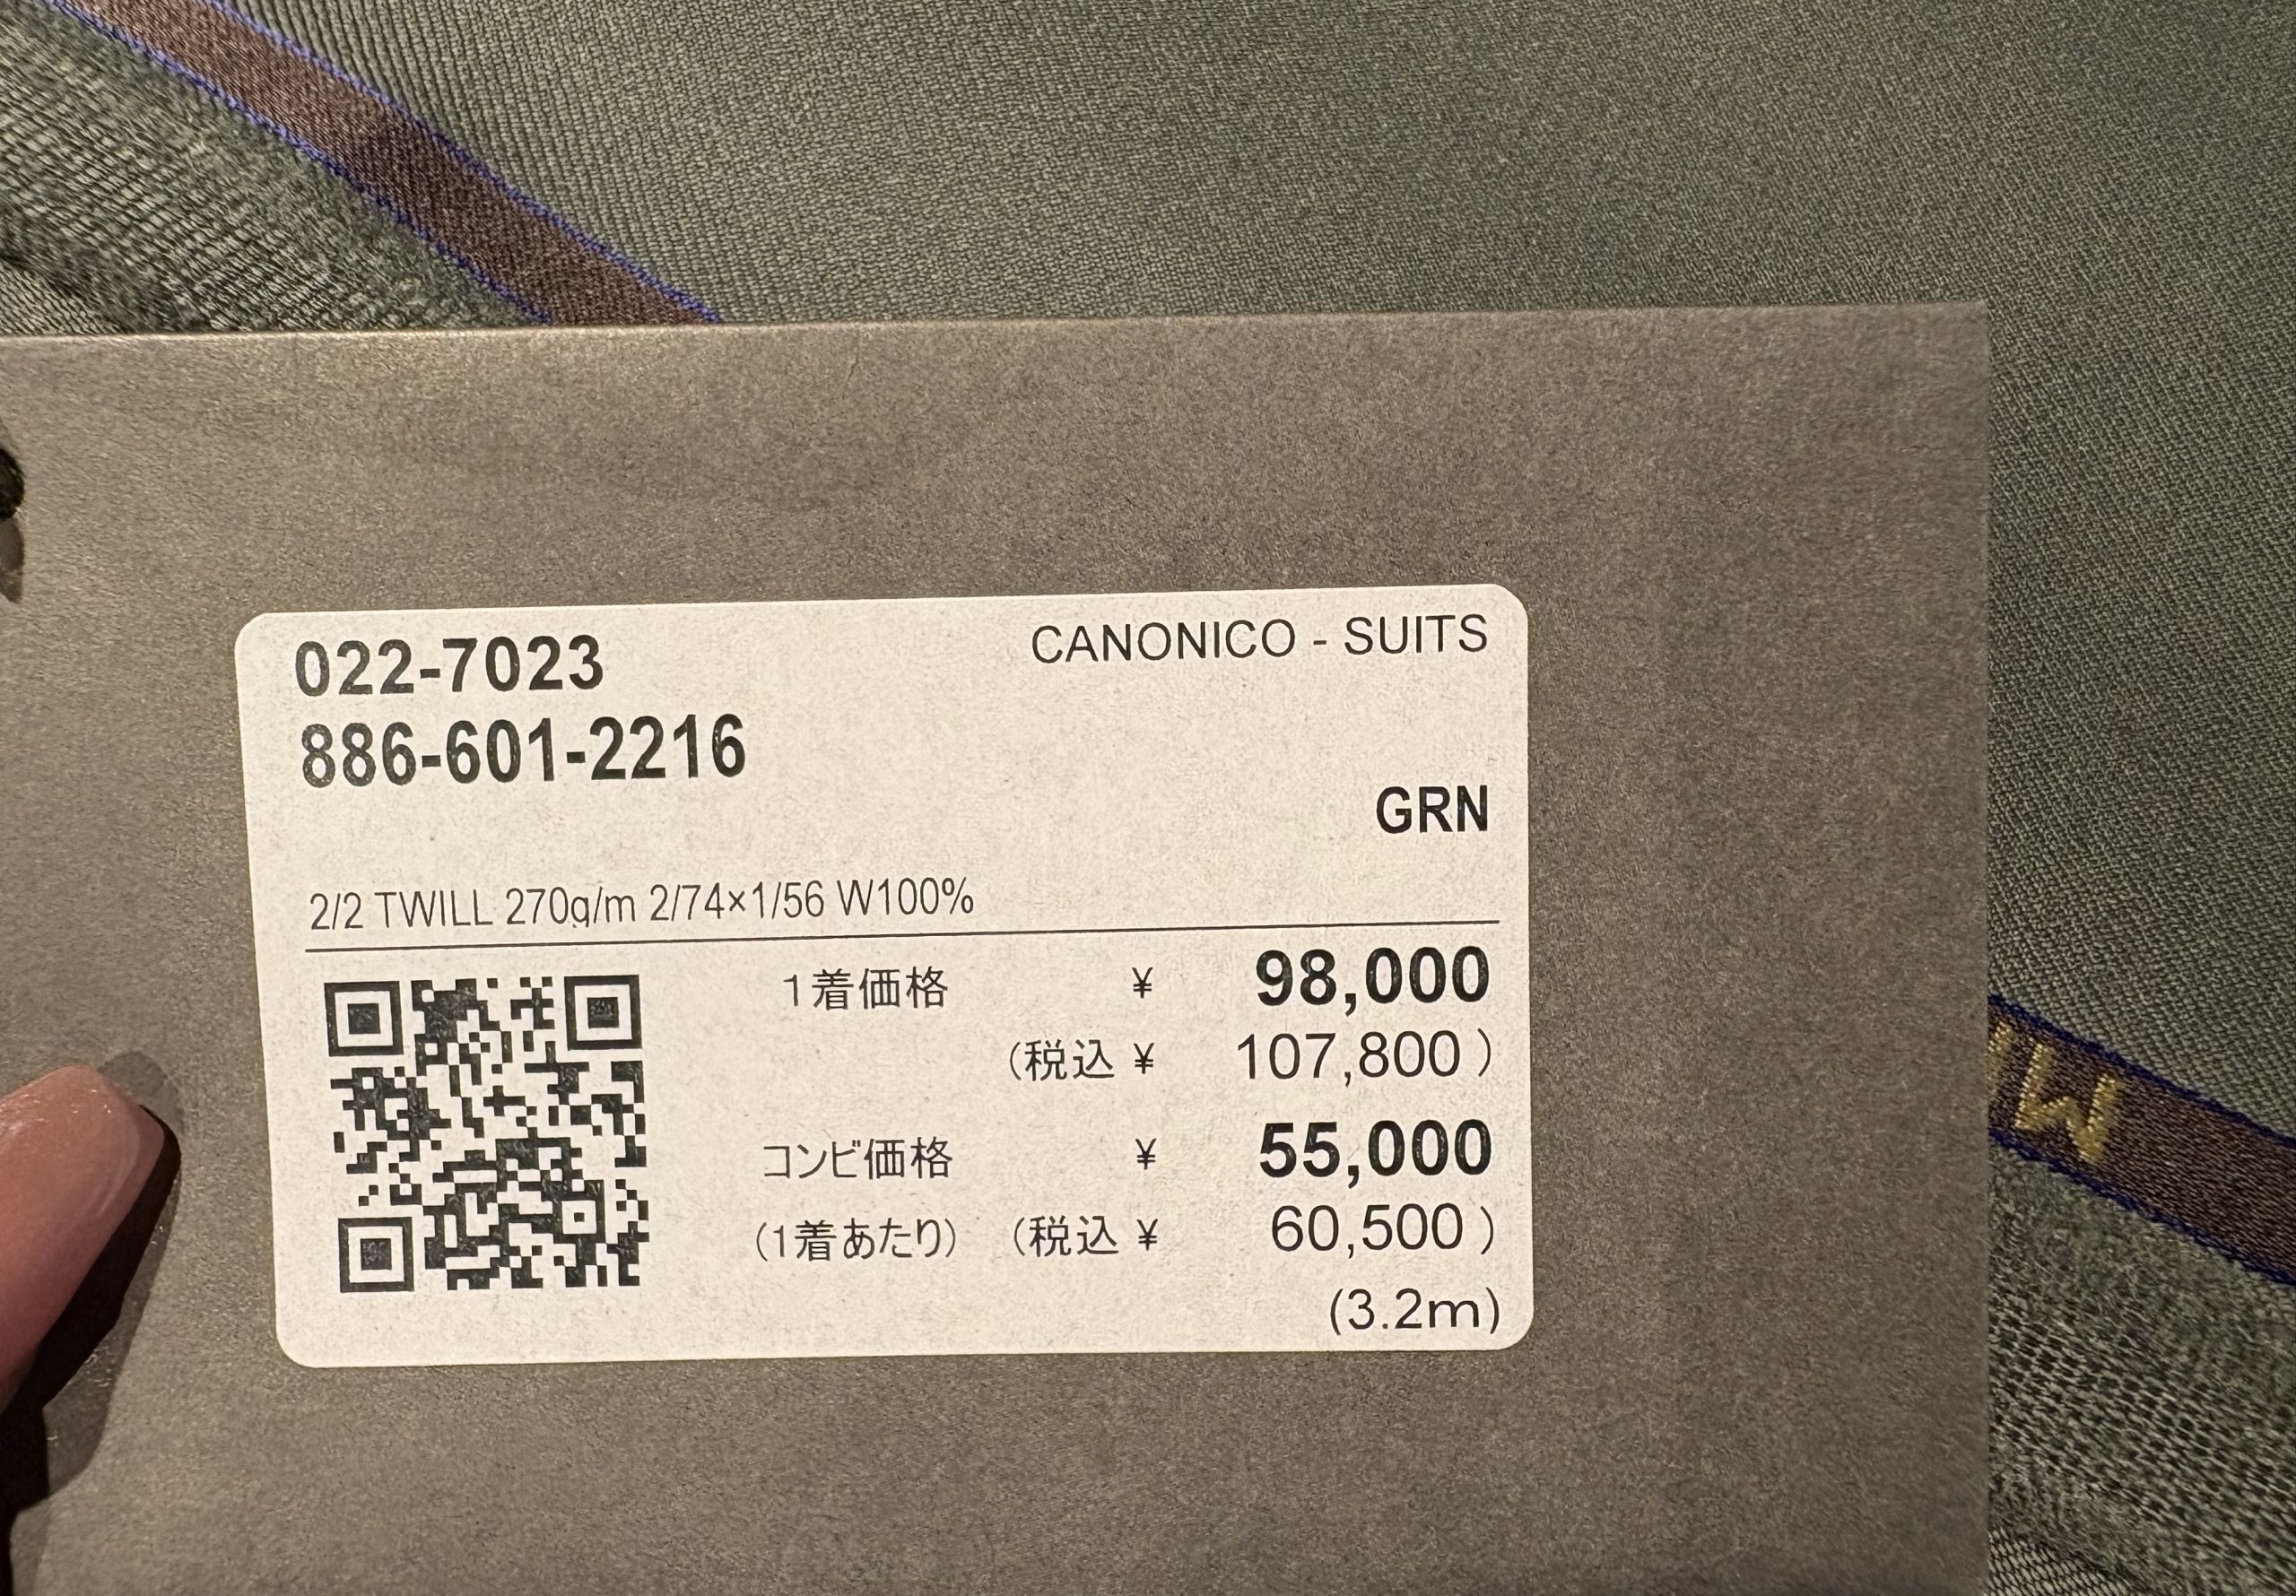 022-7023
CANONICO - SUITS
886-601-2216
GRN
2/2 TWILL 270g/m 2/74×1/56 W100%
1着価格 ¥ 98,000
(税込 ¥ 107,800)
コンビ価格 ¥ 55,000
(1着あたり) (税込 ¥ 60,500)
(3.2m)